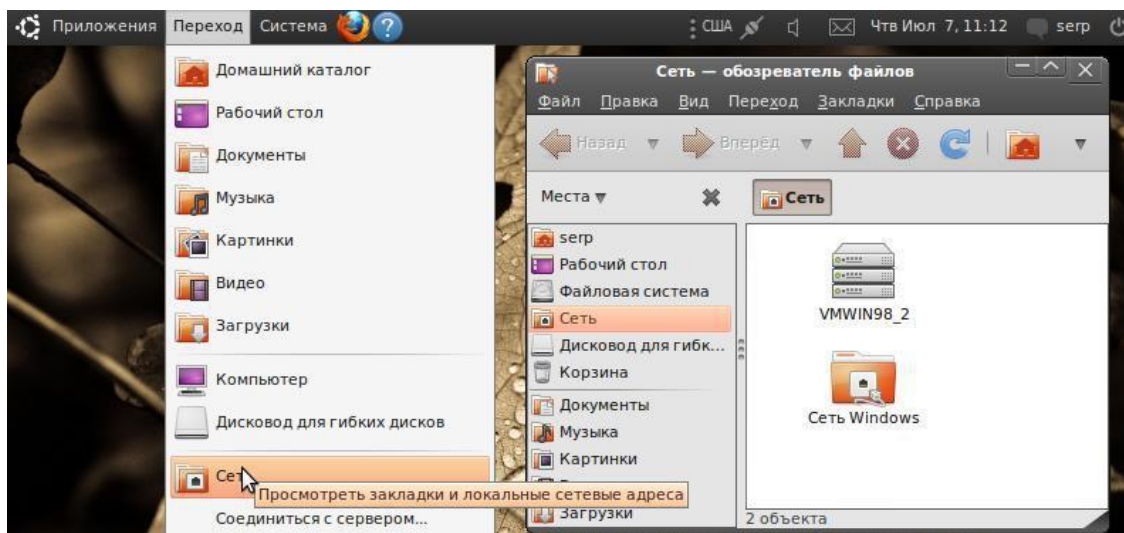 Приложения Переход Система США Чтв Июл 7, 11:12 serp
Домашний каталог
Рабочий стол
Документы
Музыка
Картинки
Видео
Загрузки
Компьютер
Дисковод для гибких дисков
Сет
Просмотреть закладки и локальные сетевые адреса
Соединиться с сервером...
Сеть — обозреватель файлов
Файл Правка Вид Переход Закладки Справка
Назад Вперёд
Места
Сеть
serp
Рабочий стол
Файловая система
Сеть
Дисковод для гибк...
Корзина
Документы
Музыка
Картинки
Загрузки
VMWIN98_2
Сеть Windows
2 объекта